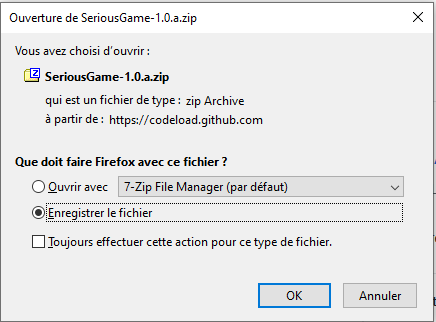 Ouverture de SeriousGame-1.0.a.zip
Vous avez choisi d'ouvrir :
SeriousGame-1.0.a.zip
qui est un fichier de type : zip Archive
à partir de : https://codeload.github.com
Que doit faire Firefox avec ce fichier ?
Ouvrir avec 7-Zip File Manager (par défaut)
Enregistrer le fichier
Toujours effectuer cette action pour ce type de fichier.
OK Annuler